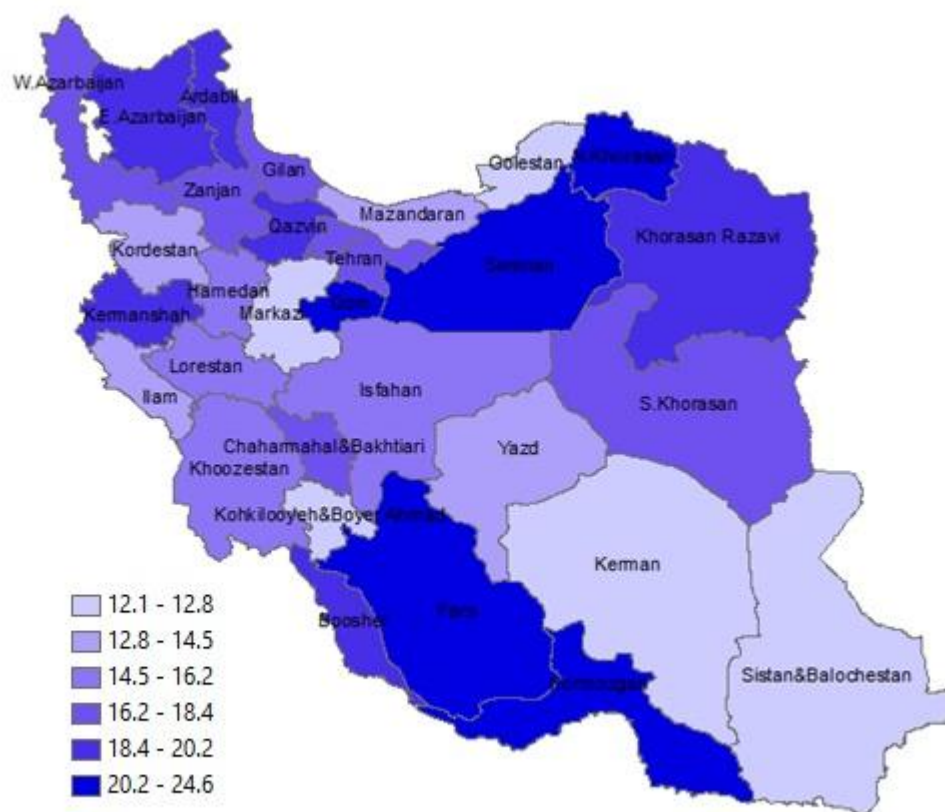 W.Azarbaijan
Ardabil
E.Azarbaijan
Golestan
N.Khorasan
Gilan
Zanjan
Mazandaran
Qazvin
Khorasan Razavi
Kordestan
Tehran
Semnan
Hamedan
Qom
Markazi
Kermanshah
Lorestan
Isfahan
Ilam
S.Khorasan
Chaharmahal&Bakhtiari
Yazd
Khoozestan
Kohkilooyeh&Boyer Ahmad
Kerman
Fars
Boosher
Sistan&Balochestan
Hormozgan
12.1 - 12.8
12.8 - 14.5
14.5 - 16.2
16.2 - 18.4
18.4 - 20.2
20.2 - 24.6